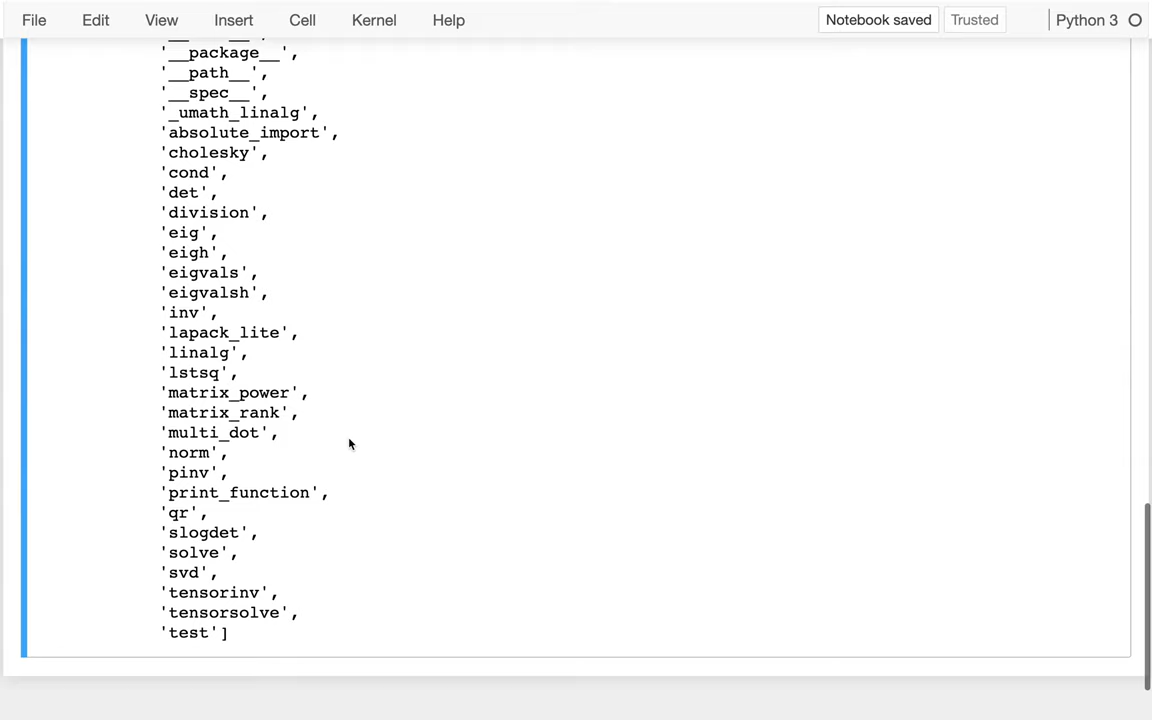 File Edit View Insert Cell Kernel Help Notebook saved Trusted Python 3
'__package__',
'__path__',
'__spec__',
'_umath_linalg',
'absolute_import',
'cholesky',
'cond',
'det',
'division',
'eig',
'eigh',
'eigvals',
'eigvalsh',
'inv',
'lapack_lite',
'linalg',
'lstsq',
'matrix_power',
'matrix_rank',
'multi_dot',
'norm',
'pinv',
'print_function',
'qr',
'slogdet',
'solve',
'svd',
'tensorinv',
'tensorsolve',
'test']